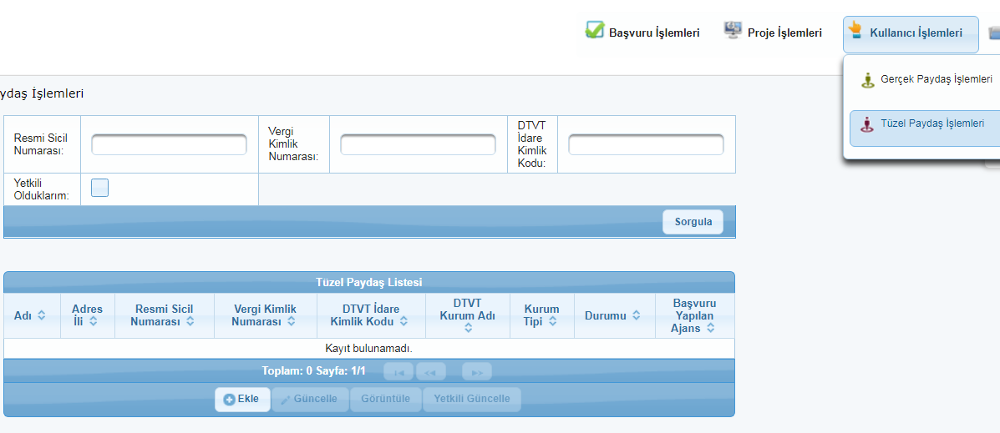 Başvuru İşlemleri
Proje İşlemleri
Kullanıcı İşlemleri
Gerçek Paydaş İşlemleri
Tüzel Paydaş İşlemleri
ydaş İşlemleri
Resmi Sicil
Numarası:
Vergi
Kimlik
Numarası:
DTVT
İdare
Kimlik
Kodu:
Yetkili
Olduklarım:
Sorgula
Tüzel Paydaş Listesi
Adı
Adres
İli
Resmi Sicil
Numarası
Vergi Kimlik
Numarası
DTVT İdare
Kimlik Kodu
DTVT
Kurum Adı
Kurum
Tipi
Durumu
Başvuru
Yapılan
Ajans
Kayıt bulunamadı.
Toplam: 0 Sayfa: 1/1
Ekle
Güncelle
Görüntüle
Yetkili Güncelle